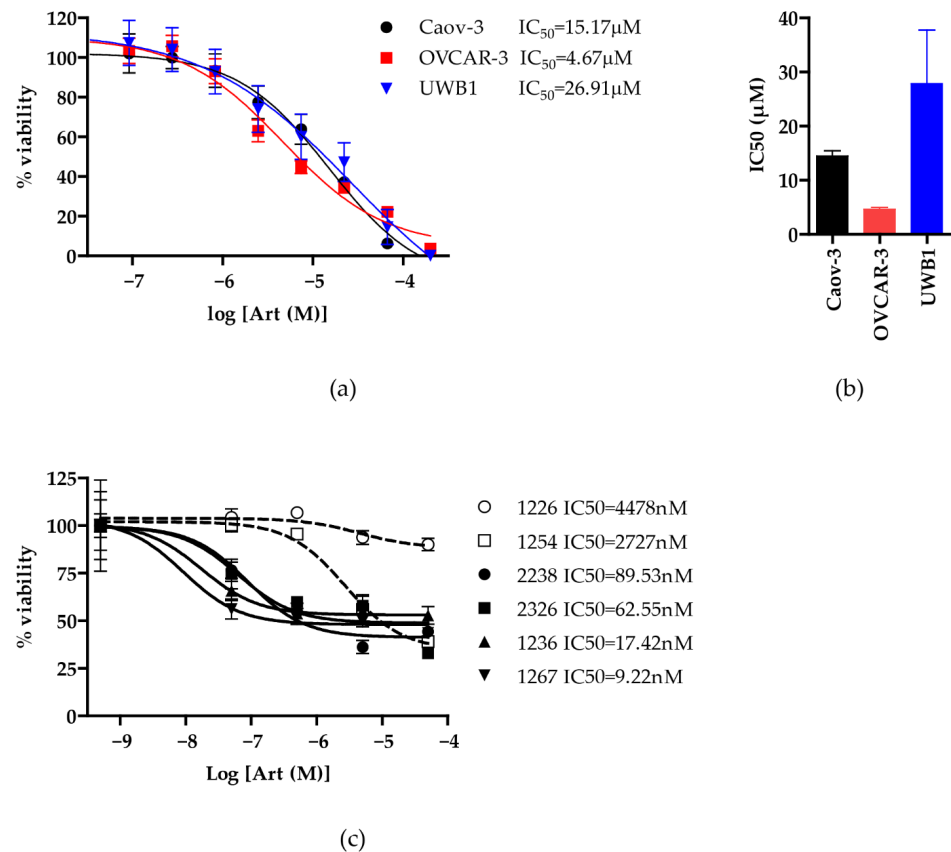 120
100
80
60
40
20
0
% viability
−7
−6
−5
−4
log [Art (M)]
Caov-3 IC50=15.17μM
OVCAR-3 IC50=4.67μM
UWB1 IC50=26.91μM
(a)
40
30
20
10
0
IC50 (μM)
Caov-3
OVCAR-3
UWB1
(b)
125
100
75
50
25
0
% viability
−9
−8
−7
−6
−5
−4
Log [Art (M)]
1226 IC50=4478nM
1254 IC50=2727nM
2238 IC50=89.53nM
2326 IC50=62.55nM
1236 IC50=17.42nM
1267 IC50=9.22nM
(c)